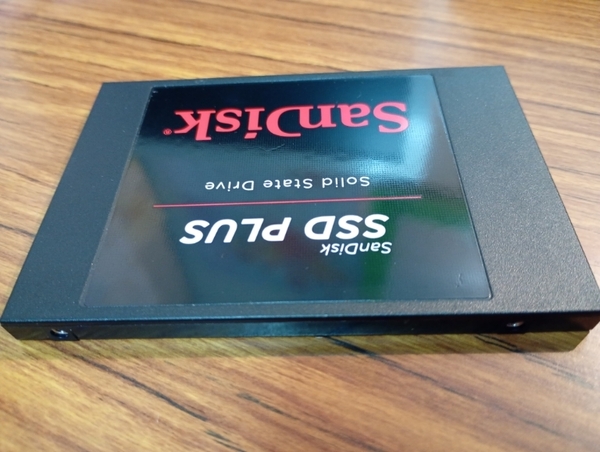 SanDisk®
Solid State Drive
SanDisk
SSD PLUS